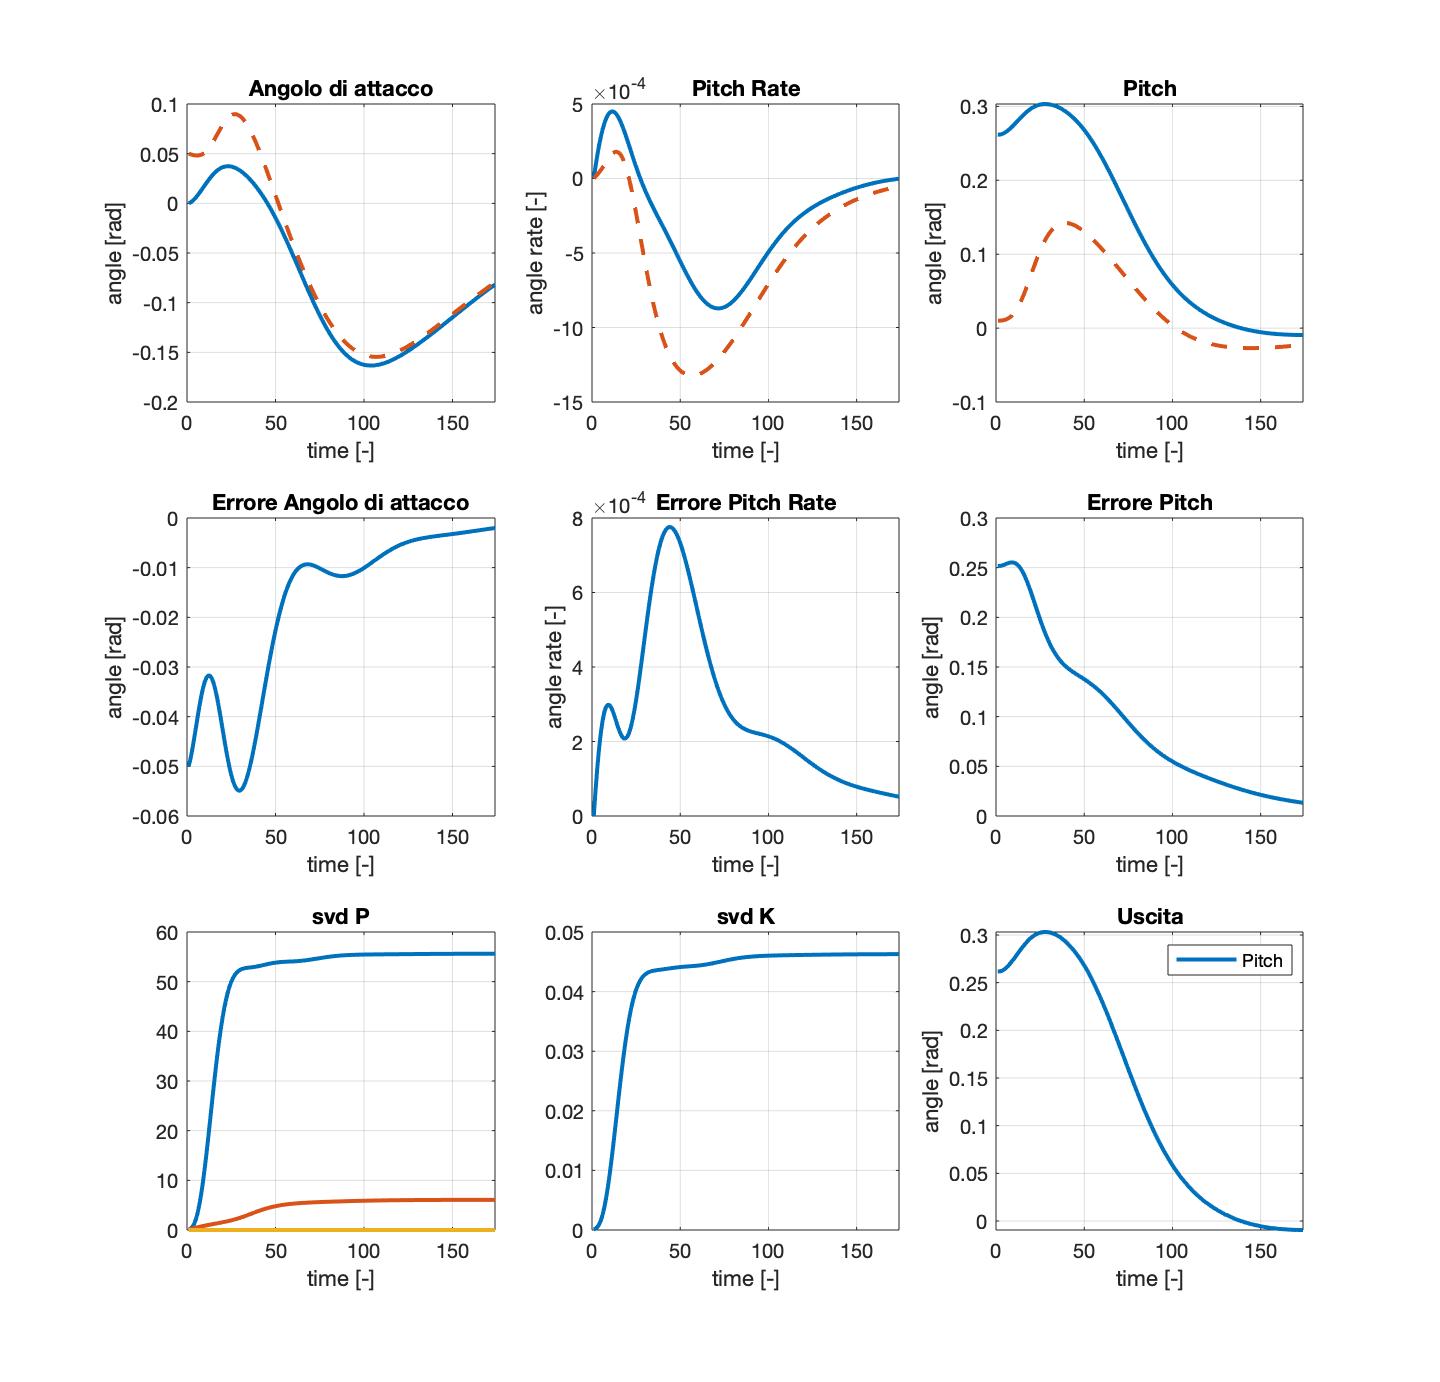 Angolo di attacco
0.1
0.05
0
-0.05
-0.1
-0.15
-0.2
0 50 100 150
angle [rad]
time [-]
×10-4 Pitch Rate
5
0
-5
-10
-15
0 50 100 150
angle rate [-]
time [-]
Pitch
0.3
0.2
0.1
0
-0.1
0 50 100 150
angle [rad]
time [-]
Errore Angolo di attacco
0
-0.01
-0.02
-0.03
-0.04
-0.05
-0.06
0 50 100 150
angle [rad]
time [-]
×10-4 Errore Pitch Rate
8
6
4
2
0
0 50 100 150
angle rate [-]
time [-]
Errore Pitch
0.3
0.25
0.2
0.15
0.1
0.05
0
0 50 100 150
angle [rad]
time [-]
svd P
60
50
40
30
20
10
0
0 50 100 150
time [-]
svd K
0.05
0.04
0.03
0.02
0.01
0
0 50 100 150
time [-]
Uscita
Pitch
0.3
0.25
0.2
0.15
0.1
0.05
0
0 50 100 150
angle [rad]
time [-]